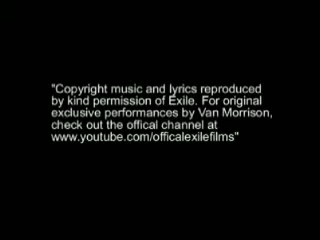 "Copyright music and lyrics reproduced
by kind permission of Exile. For original
exclusive performances by Van Morrison,
check out the offical channel at
www.youtube.com/officalexilefilms"